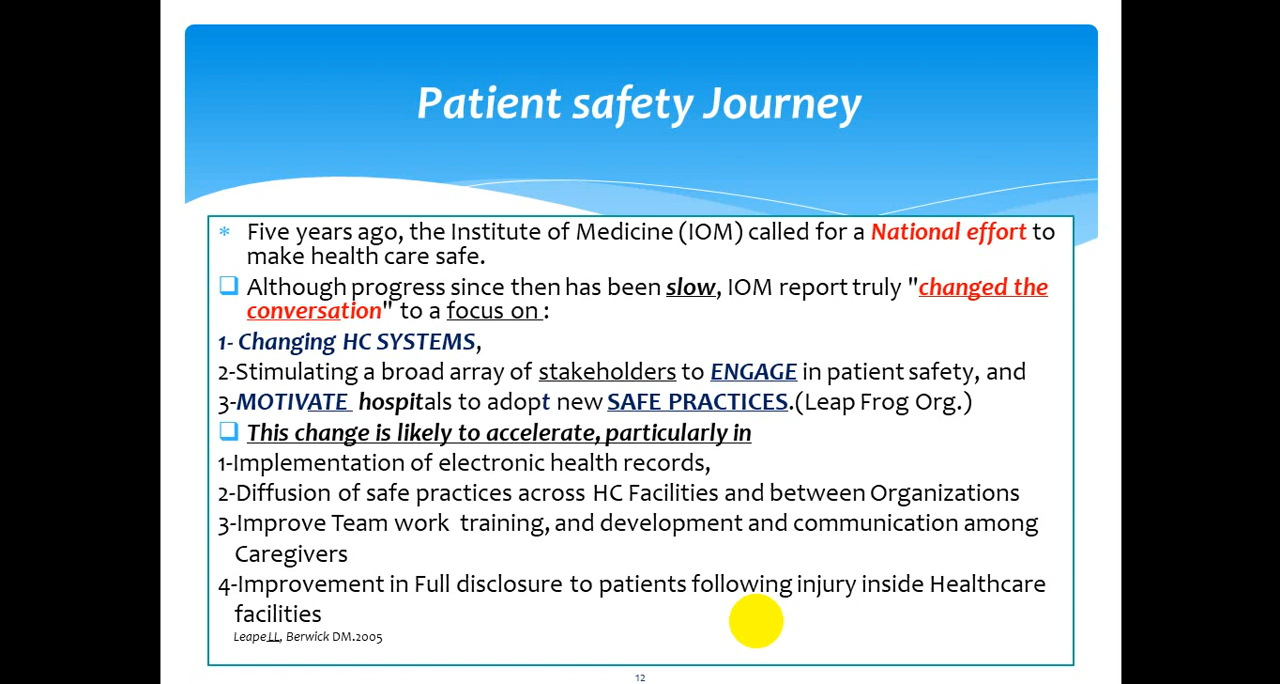 Patient safety Journey
* Five years ago, the Institute of Medicine (IOM) called for a National effort to
make health care safe.
❑ Although progress since then has been slow, IOM report truly "changed the
conversation" to a focus on :
1- Changing HC SYSTEMS,
2-Stimulating a broad array of stakeholders to ENGAGE in patient safety, and
3-MOTIVATE hospitals to adopt new SAFE PRACTICES.(Leap Frog Org.)
❑ This change is likely to accelerate, particularly in
1-Implementation of electronic health records,
2-Diffusion of safe practices across HC Facilities and between Organizations
3-Improve Team work training, and development and communication among
Caregivers
4-Improvement in Full disclosure to patients following injury inside Healthcare
facilities
Leape LL, Berwick DM.2005
12